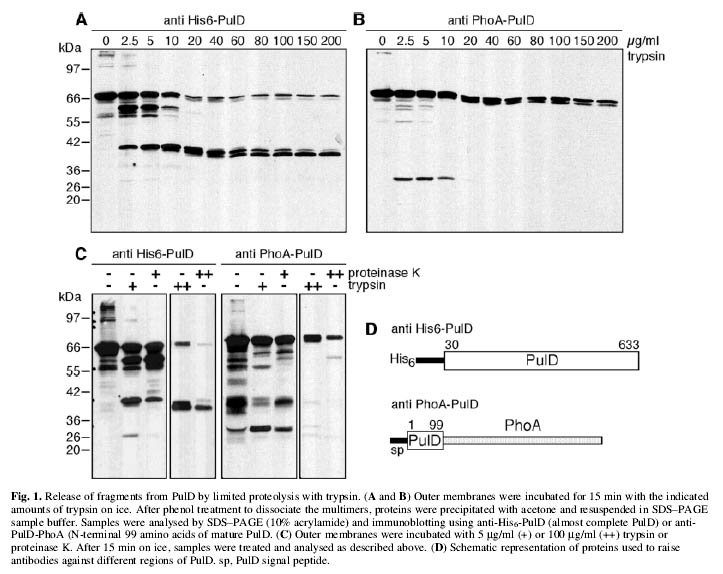 A anti His6-PulD
0 2.5 5 10 20 40 60 80 100 150 200
kDa
97
66
55
42
36
26
20
B anti PhoA-PulD
0 2.5 5 10 20 40 60 80 100 150 200 µg/ml
trypsin
C anti His6-PulD anti PhoA-PulD
- - + - ++ - - + - ++ proteinase K
- + - ++ - - + - ++ - trypsin
kDa
97
66
55
42
36
26
20
D anti His6-PulD
30 633
His6 PulD
anti PhoA-PulD
1 99 PhoA
PulD
sp
Fig. 1. Release of fragments from PulD by limited proteolysis with trypsin. (A and B) Outer membranes were incubated for 15 min with the indicated
amounts of trypsin on ice. After phenol treatment to dissociate the multimers, proteins were precipitated with acetone and resuspended in SDS–PAGE
sample buffer. Samples were analysed by SDS–PAGE (10% acrylamide) and immunoblotting using anti-His6-PulD (almost complete PulD) or anti-
PulD-PhoA (N-terminal 99 amino acids of mature PulD. (C) Outer membranes were incubated with 5 µg/ml (+) or 100 µg/ml (++) trypsin or
proteinase K. After 15 min on ice, samples were treated and analysed as described above. (D) Schematic representation of proteins used to raise
antibodies against different regions of PulD. sp, PulD signal peptide.